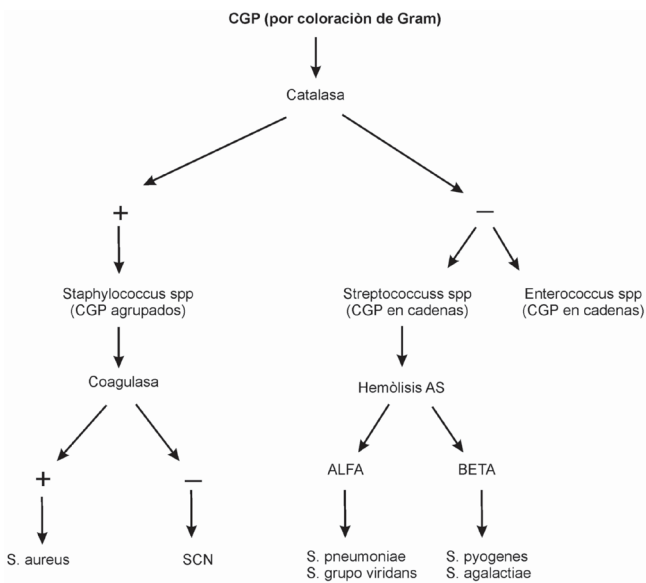 CGP (por coloraciòn de Gram)
Catalasa
+
—
Staphylococcus spp
(CGP agrupados)
Streptococcuss spp
(CGP en cadenas)
Enterococcus spp
(CGP en cadenas)
Coagulasa
Hemòlisis AS
+
—
ALFA
BETA
S. aureus
SCN
S. pneumoniae
S. grupo viridans
S. pyogenes
S. agalactiae